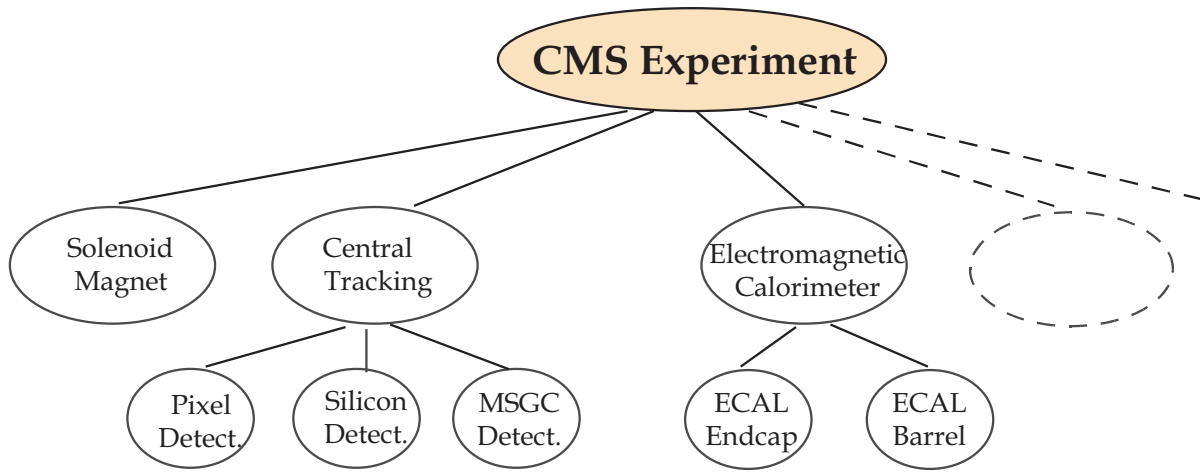 CMS Experiment
Solenoid
Magnet
Central
Tracking
Electromagnetic
Calorimeter
Pixel
Detect.
Silicon
Detect.
MSGC
Detect.
ECAL
Endcap
ECAL
Barrel